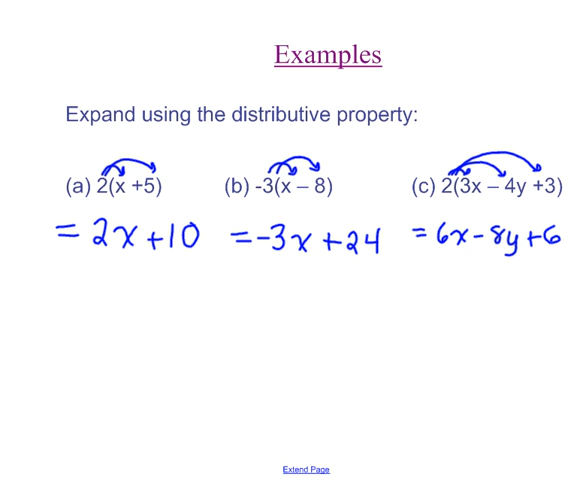 Examples
Expand using the distributive property:
(a) 2(x +5) (b) -3(x – 8) (c) 2(3x – 4y +3)
= 2x + 10 = -3x + 24 = 6x - 8y + 6
Extend Page